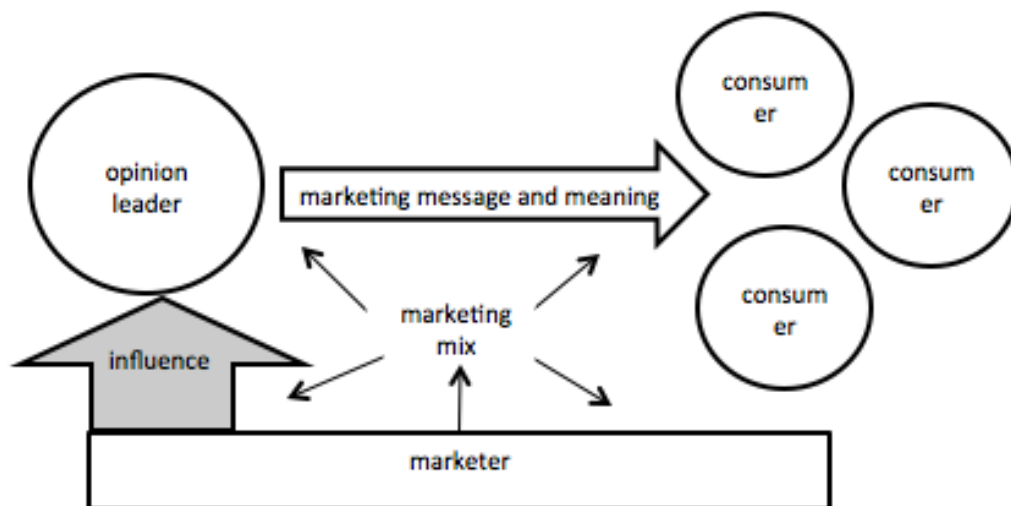 consum
er
opinion
leader
marketing message and meaning
consum
er
consum
er
marketing
mix
influence
marketer